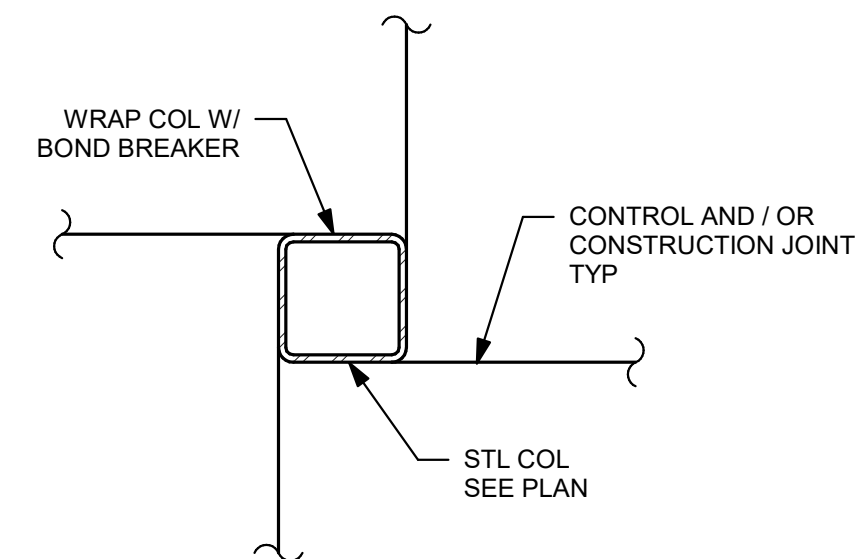 WRAP COL W/
BOND BREAKER
CONTROL AND / OR
CONSTRUCTION JOINT
TYP
STL COL
SEE PLAN